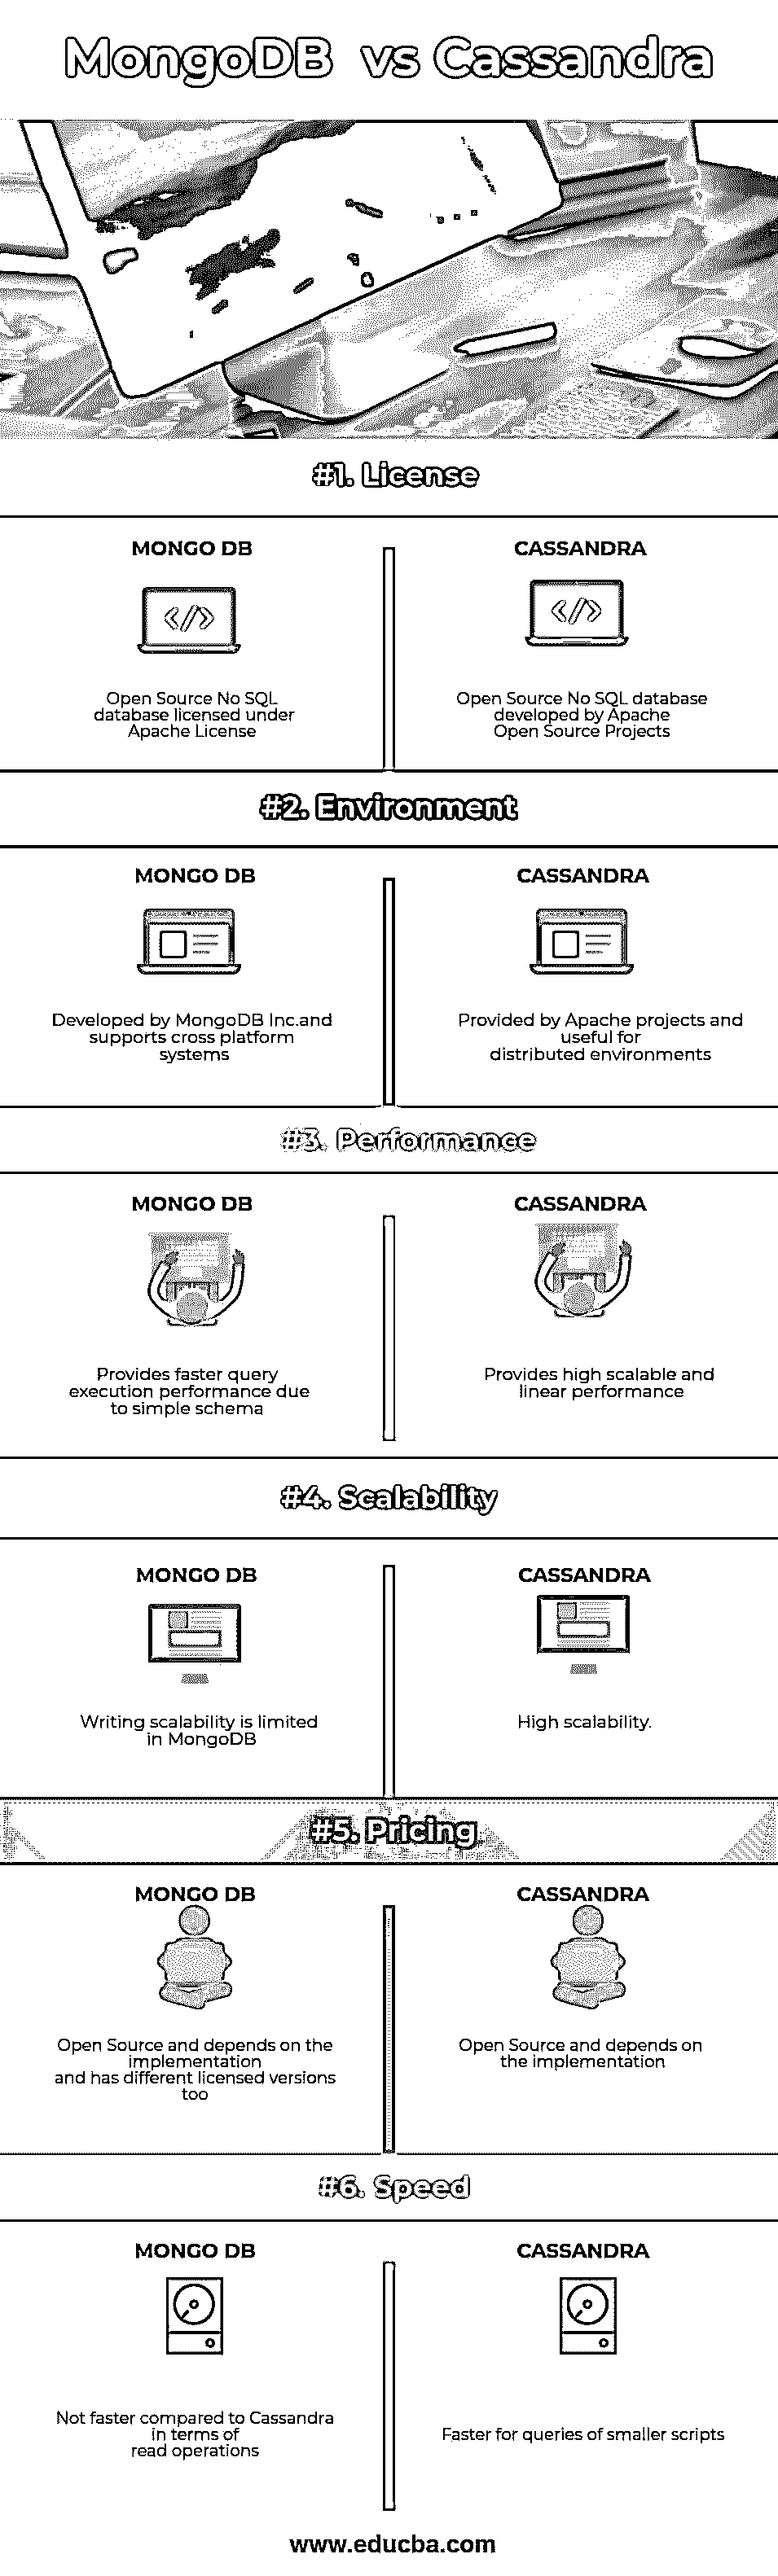 MongoDB vs Cassandra
#1. License
MONGO DB
Open Source No SQL
database licensed under
Apache License
CASSANDRA
Open Source No SQL database
developed by Apache
Open Source Projects
#2. Environment
MONGO DB
Developed by MongoDB Inc.and
supports cross platform
systems
CASSANDRA
Provided by Apache projects and
useful for
distributed environments
#3. Performance
MONGO DB
Provides faster query
execution performance due
to simple schema
CASSANDRA
Provides high scalable and
linear performance
#4. Scalability
MONGO DB
Writing scalability is limited
in MongoDB
CASSANDRA
High scalability.
#5. Pricing
MONGO DB
Open Source and depends on the
implementation
and has different licensed versions
too
CASSANDRA
Open Source and depends on
the implementation
#6. Speed
MONGO DB
Not faster compared to Cassandra
in terms of
read operations
CASSANDRA
Faster for queries of smaller scripts
www.educba.com